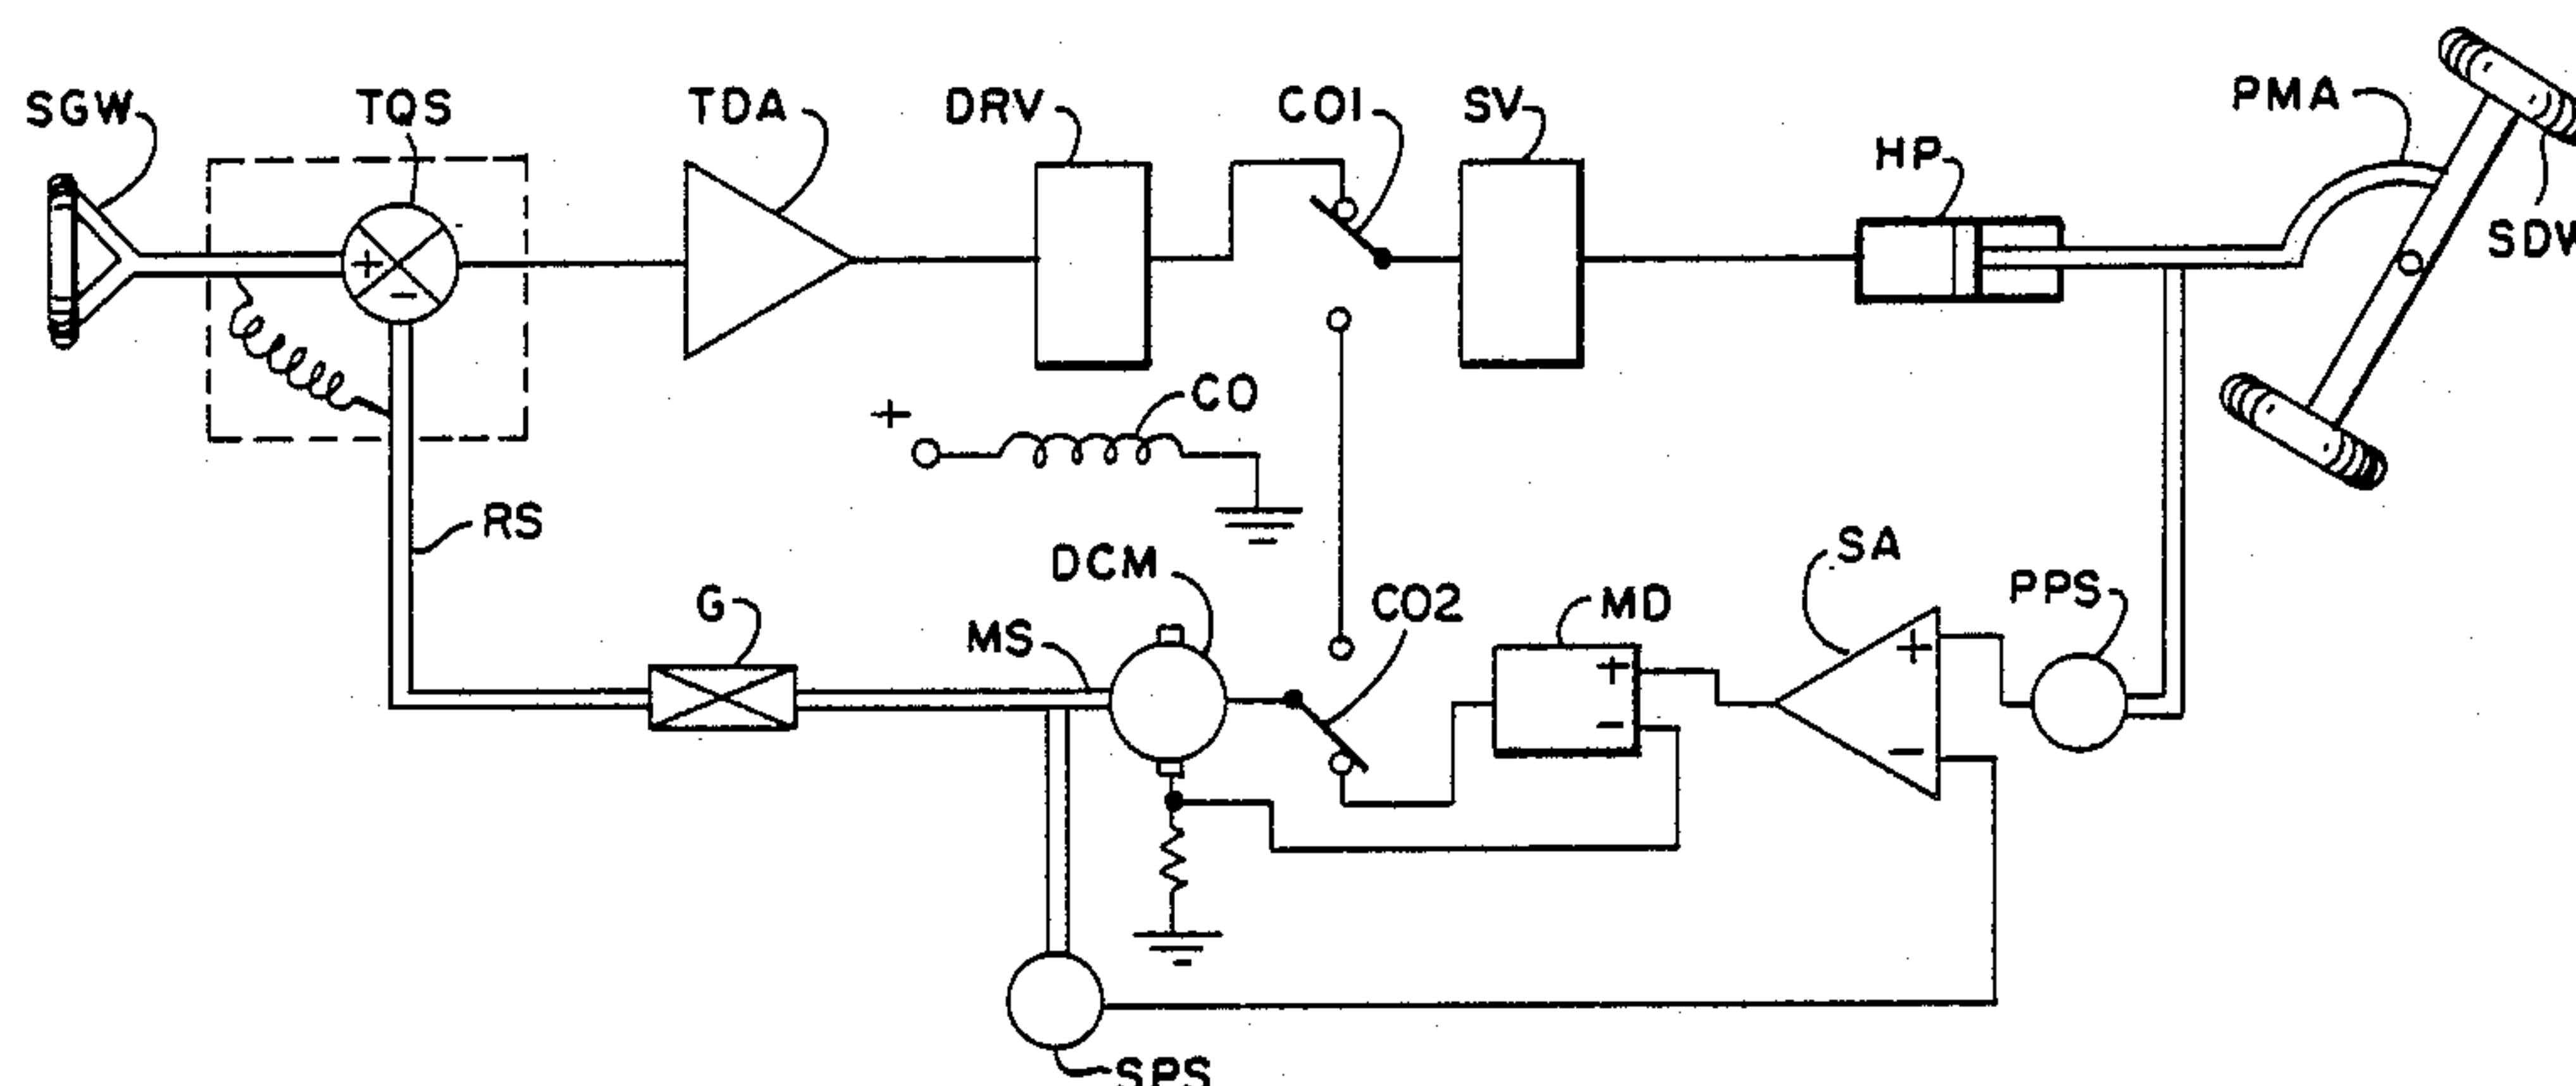 SGW
TQS
TDA
DRV
CO1
SV
HP
PMA
SDW
+
-
+
CO
RS
G
MS
DCM
CO2
MD
+
-
SA
+
-
PPS
SPS